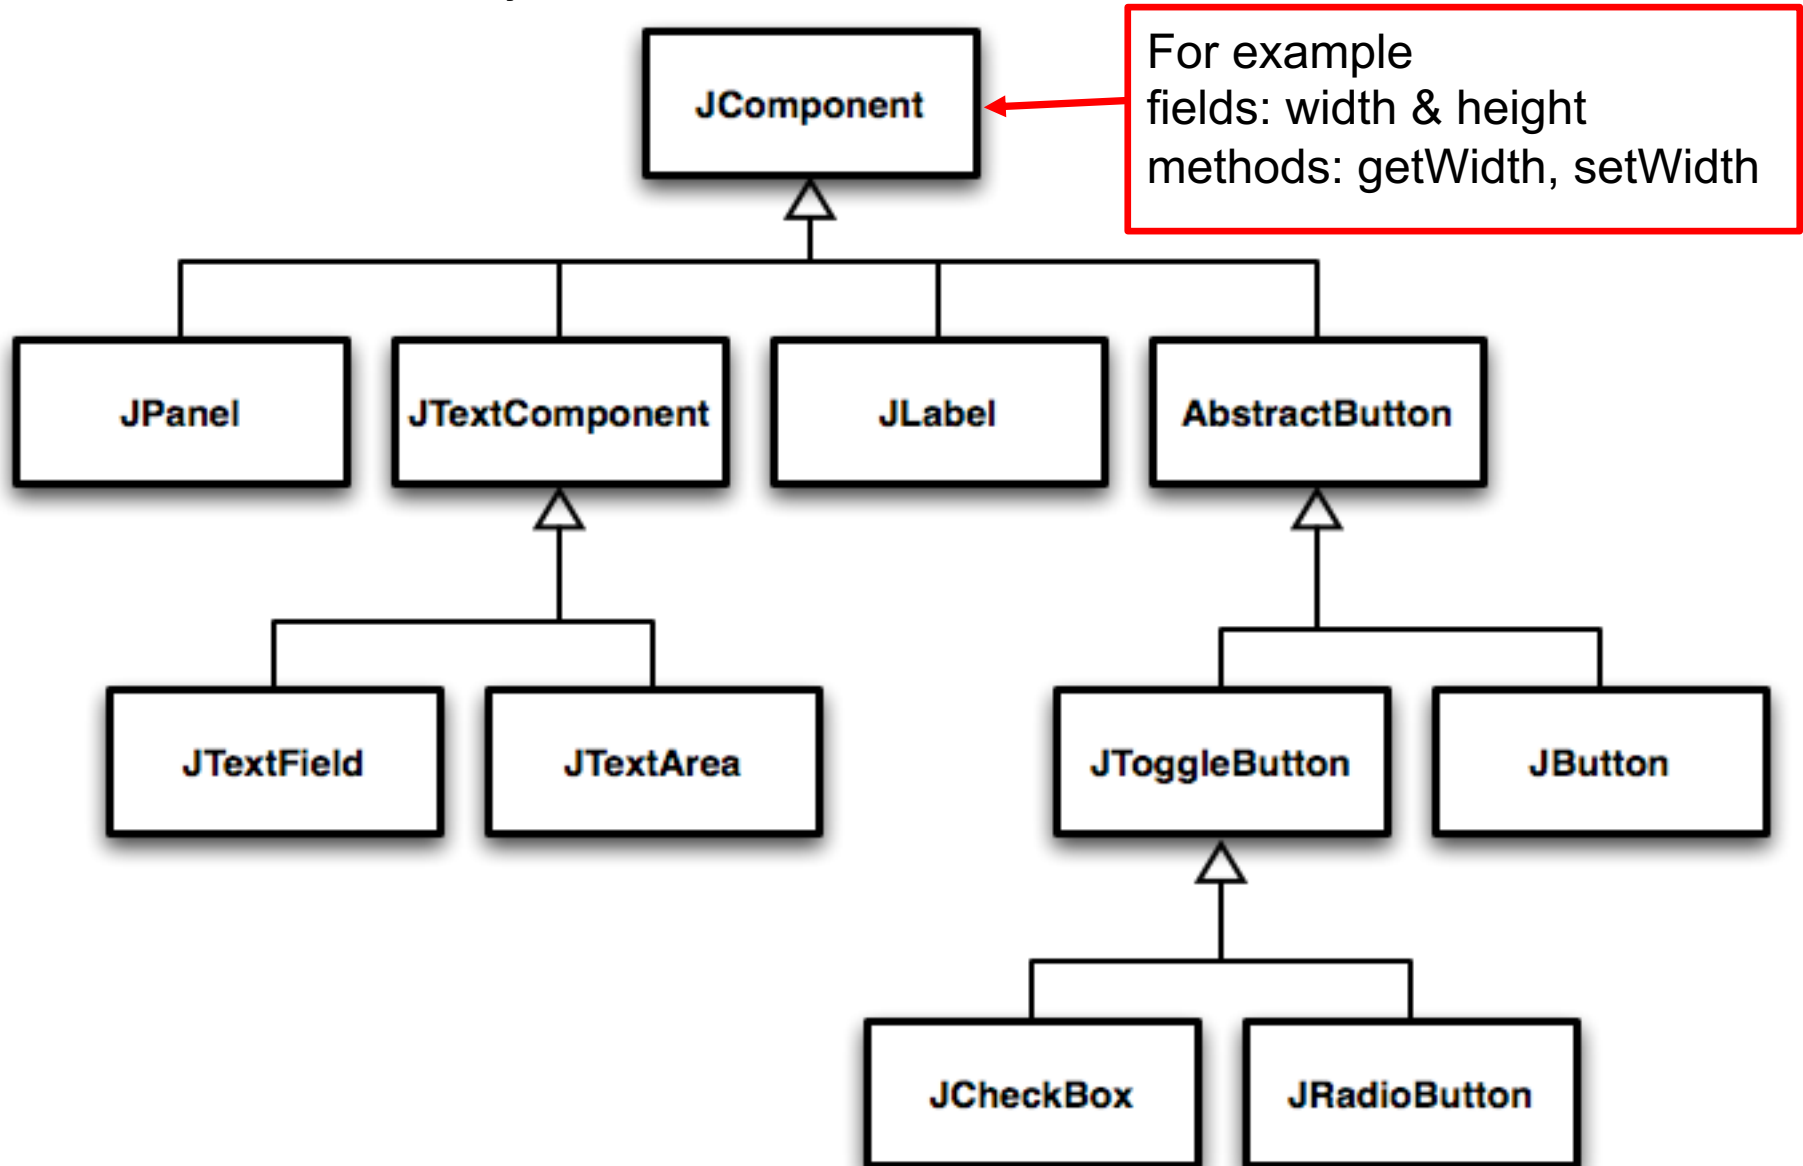 JComponent
For example
fields: width & height
methods: getWidth, setWidth
JPanel
JTextComponent
JLabel
AbstractButton
JTextField
JTextArea
JToggleButton
JButton
JCheckBox
JRadioButton